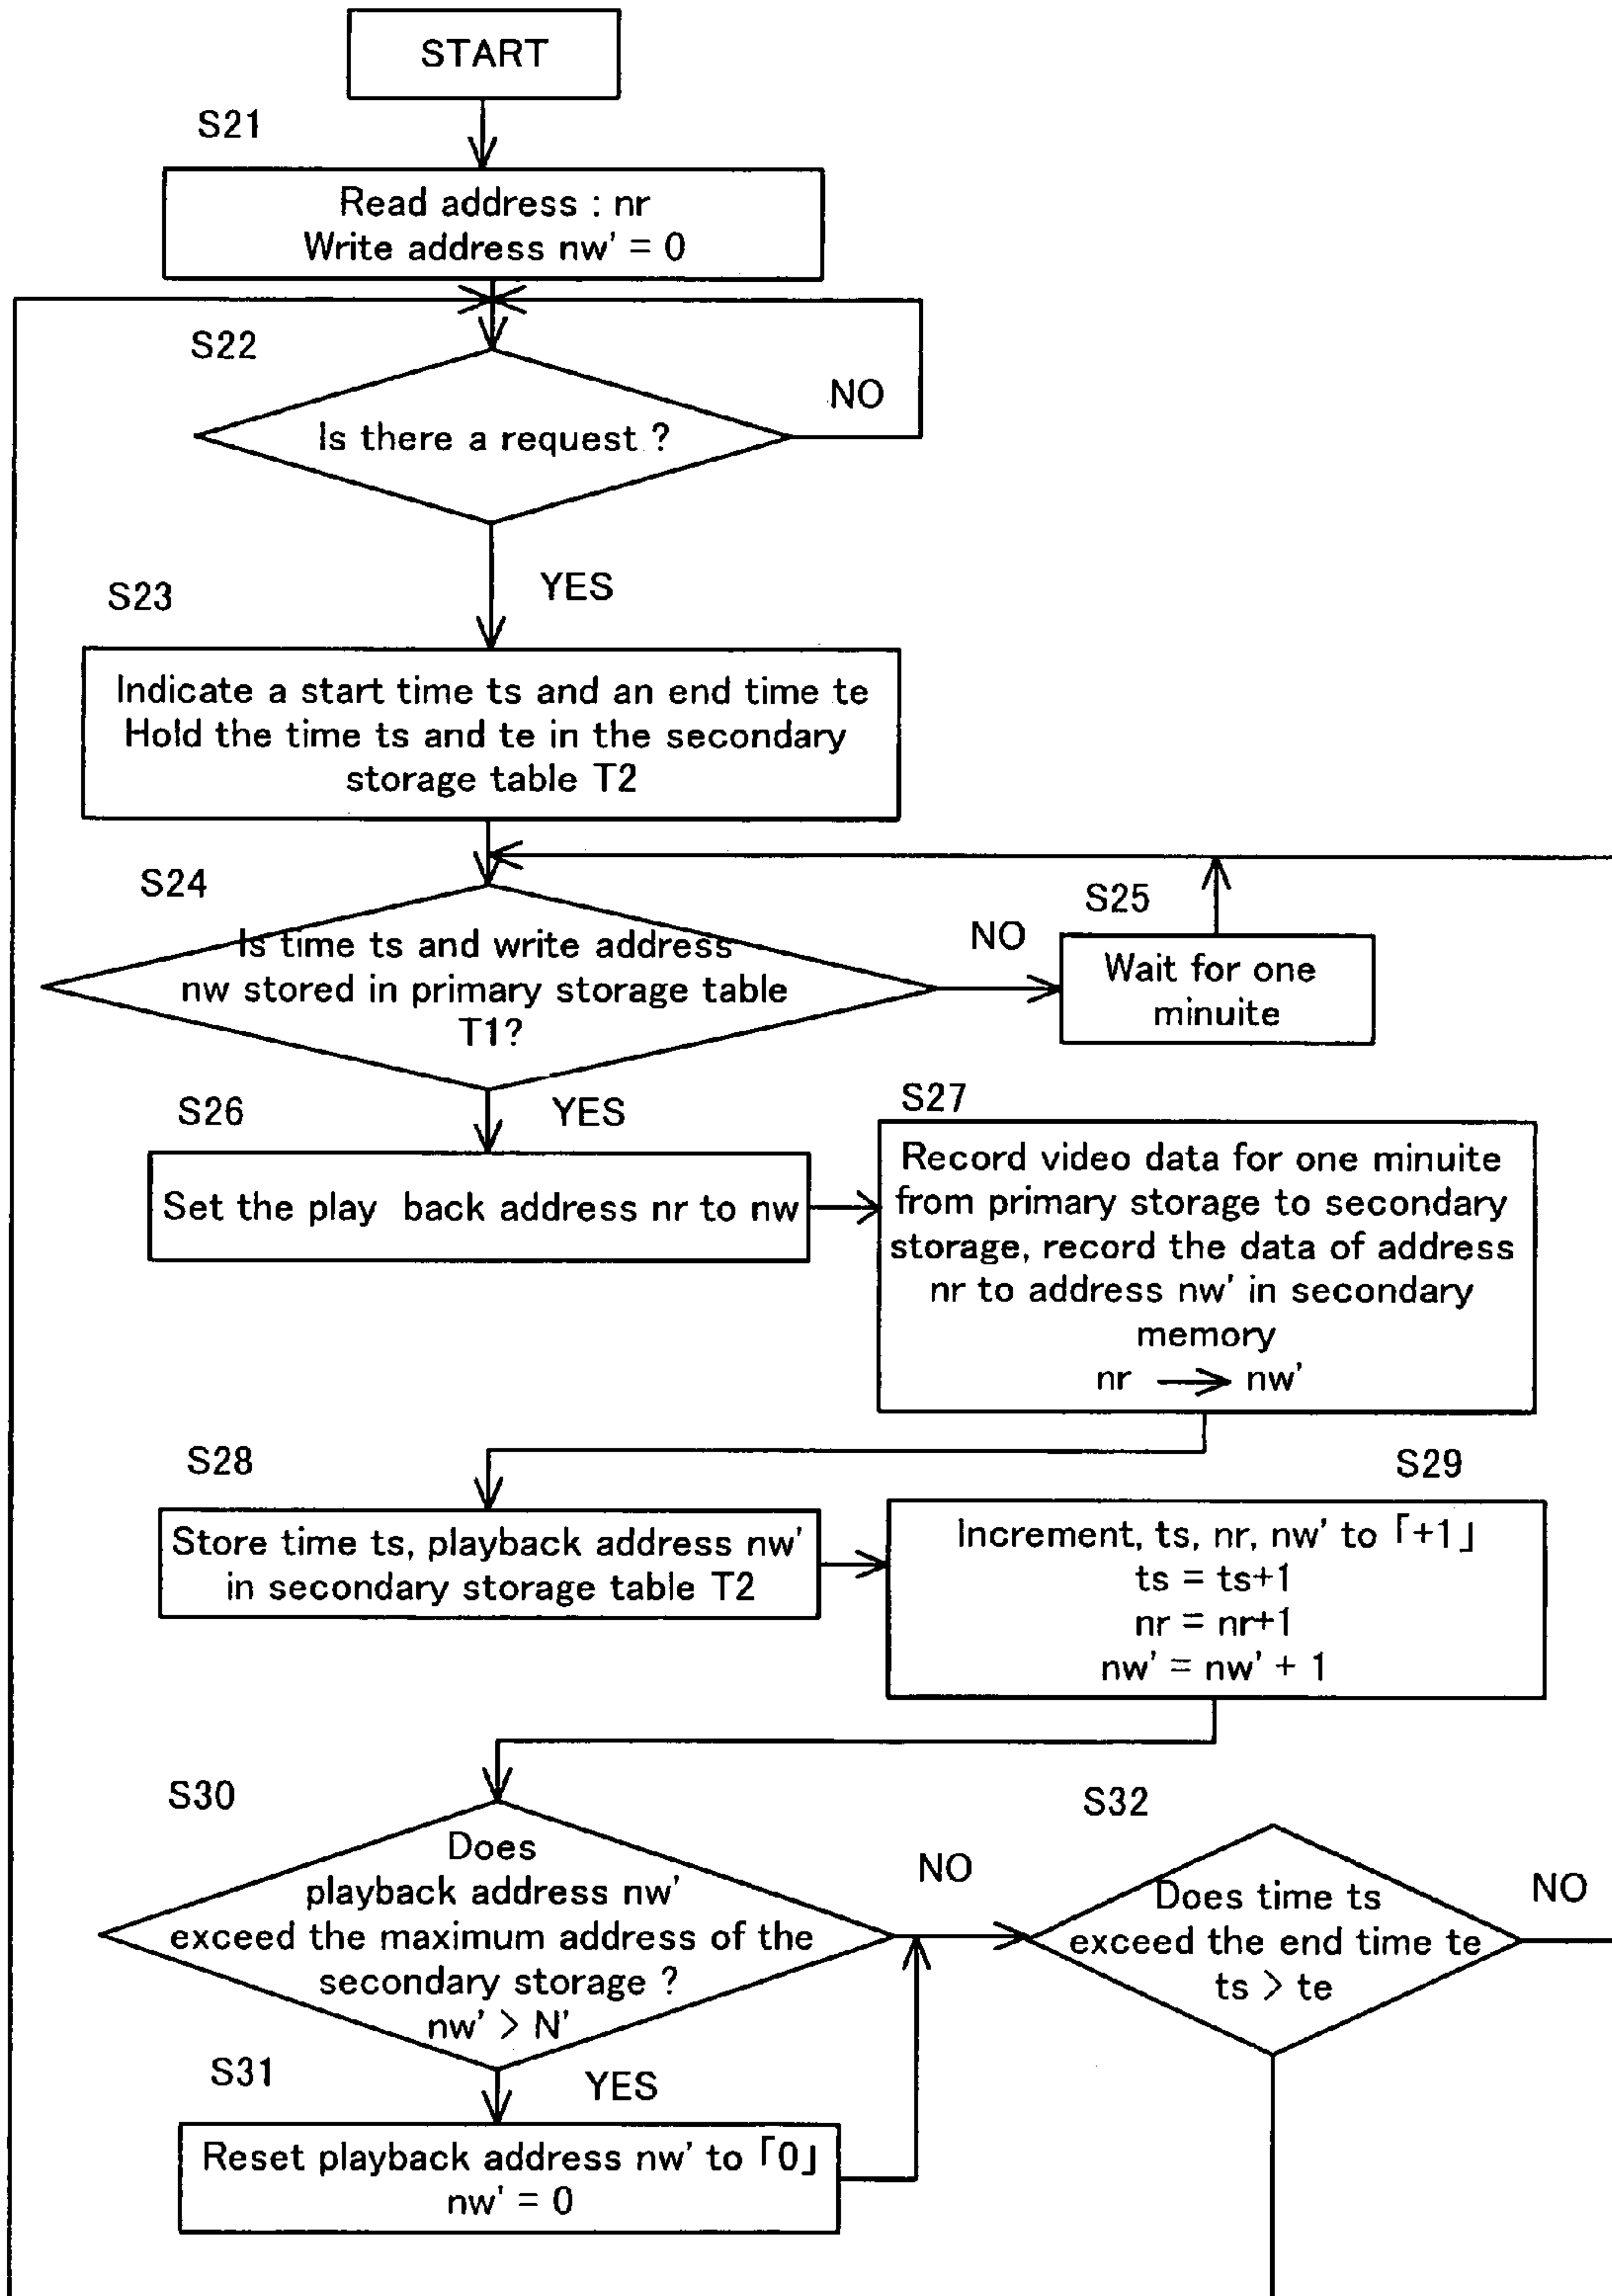 START
S21
Read address : nr
Write address nw' = 0
S22
NO
Is there a request ?
YES
S23
Indicate a start time ts and an end time te
Hold the time ts and te in the secondary
storage table T2
S24
S25
Is time ts and write address
nw stored in primary storage table
T1?
NO
Wait for one
minuite
S26
YES
S27
Set the play back address nr to nw
Record video data for one minuite
from primary storage to secondary
storage, record the data of address
nr to address nw' in secondary
memory
nr → nw'
S28
S29
Store time ts, playback address nw'
in secondary storage table T2
Increment, ts, nr, nw' to 「+1」
ts = ts+1
nr = nr+1
nw' = nw' + 1
S30
S32
Does
playback address nw'
exceed the maximum address of the
secondary storage ?
nw' > N'
NO
Does time ts
exceed the end time te
ts > te
NO
S31
YES
Reset playback address nw' to 「0」
nw' = 0